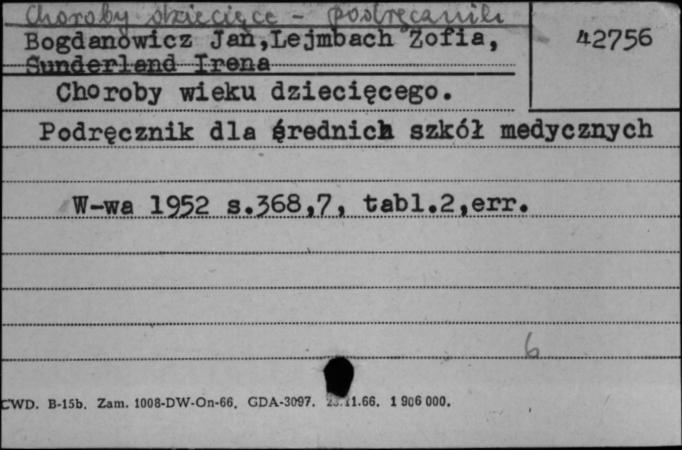 Choroby dziecięce - podręczniki
Bogdanowicz Jan, Lejmbach Zofia,
42756
Sunderland Irena
Choroby wieku dziecięcego.
Podręcznik dla średnich szkół medycznych
W-wa 1952 s.368,7, tabl.2,err.
6
CWD. B-15b. Zam. 1008-DW-On-66. GDA-3097. 23.11.66. 1 906 000.